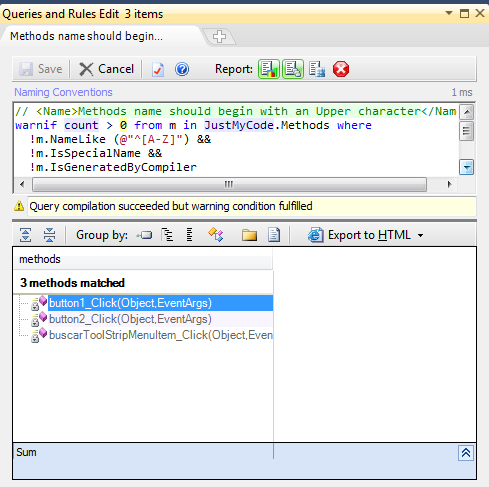 Queries and Rules Edit  3 items
Methods name should begin...
Save
Cancel
Report:
Naming Conventions
1 ms
// <Name>Methods name should begin with an Upper character</Nam
warnif count > 0 from m in JustMyCode.Methods where
!m.NameLike (@"^[A-Z]") &&
!m.IsSpecialName &&
!m.IsGeneratedByCompiler
Query compilation succeeded but warning condition fulfilled
Group by:
Export to HTML
methods
3 methods matched
button1_Click(Object,EventArgs)
button2_Click(Object,EventArgs)
buscarToolStripMenuItem_Click(Object,Even
Sum